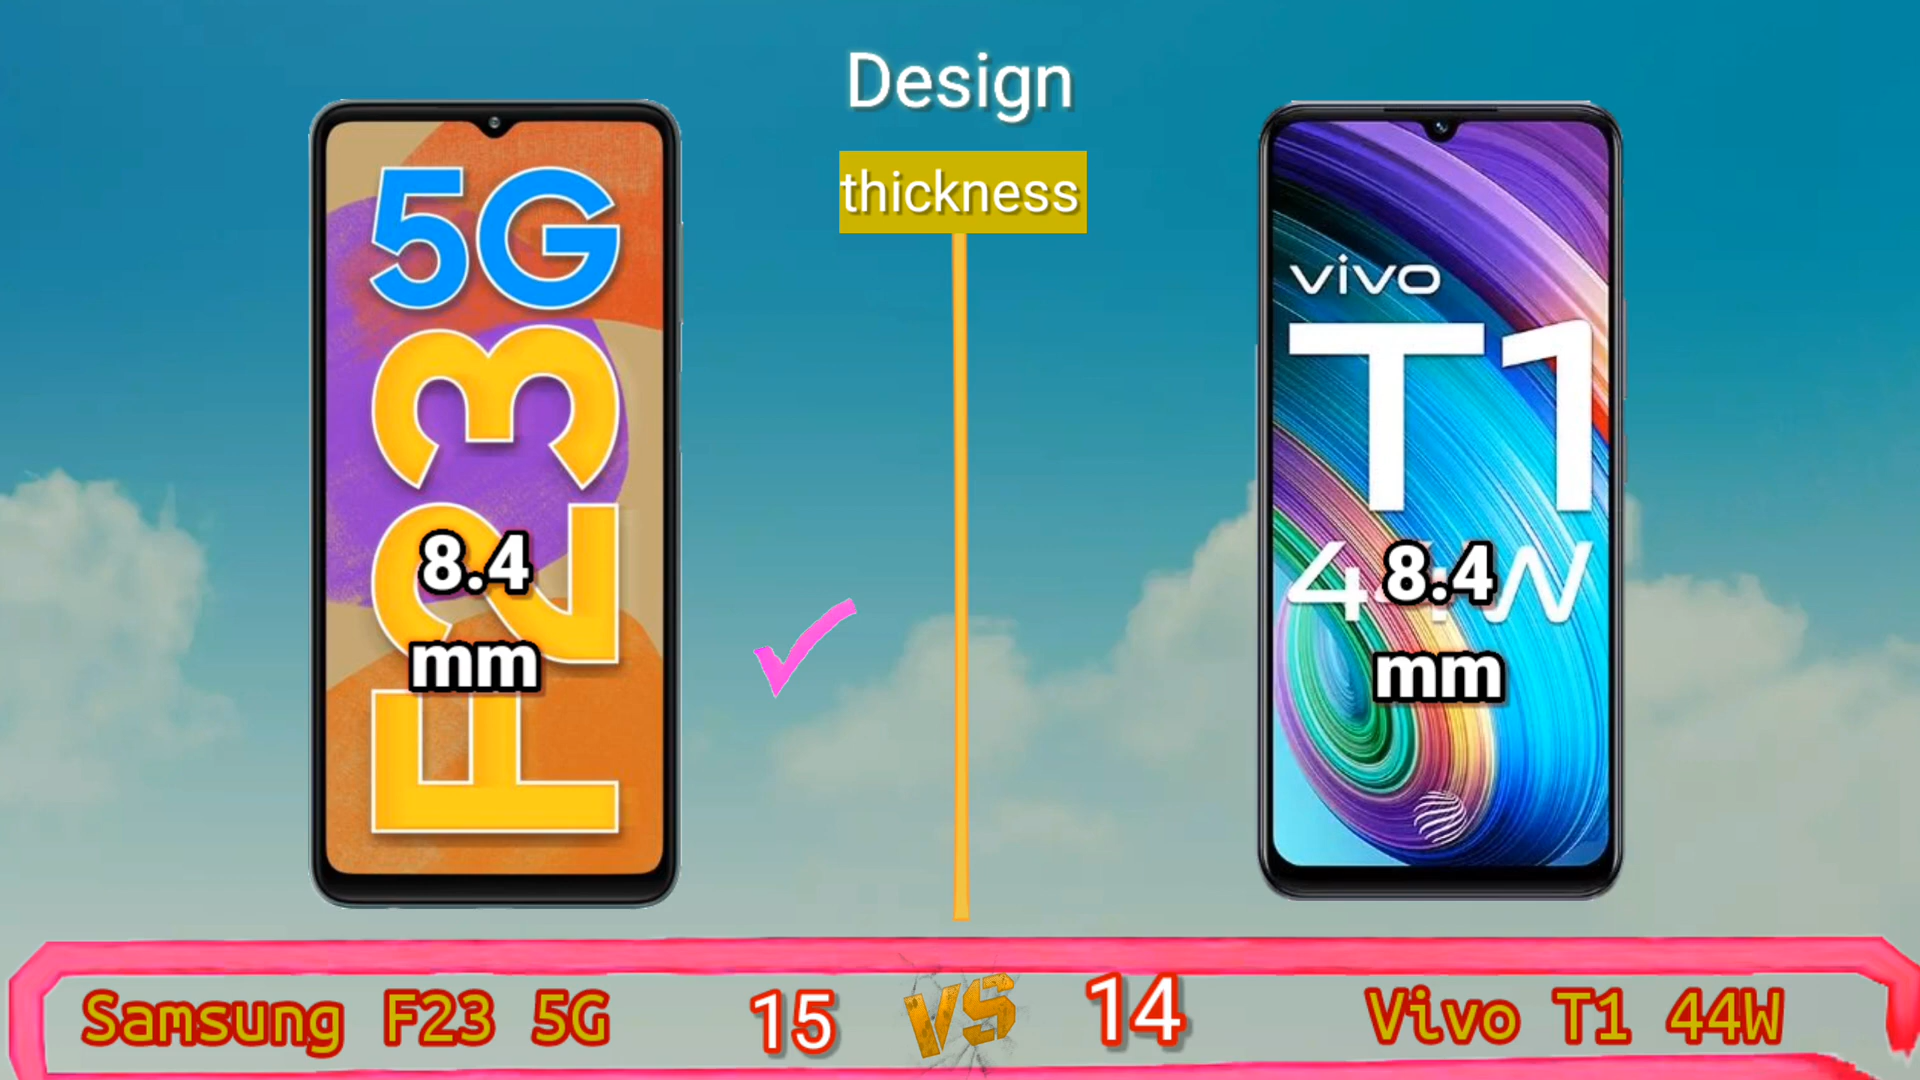 Design
thickness
5G
F23
8.4
mm
vivo
T1
44W
8.4
mm
Samsung F23 5G
15
VS
14
Vivo T1 44W